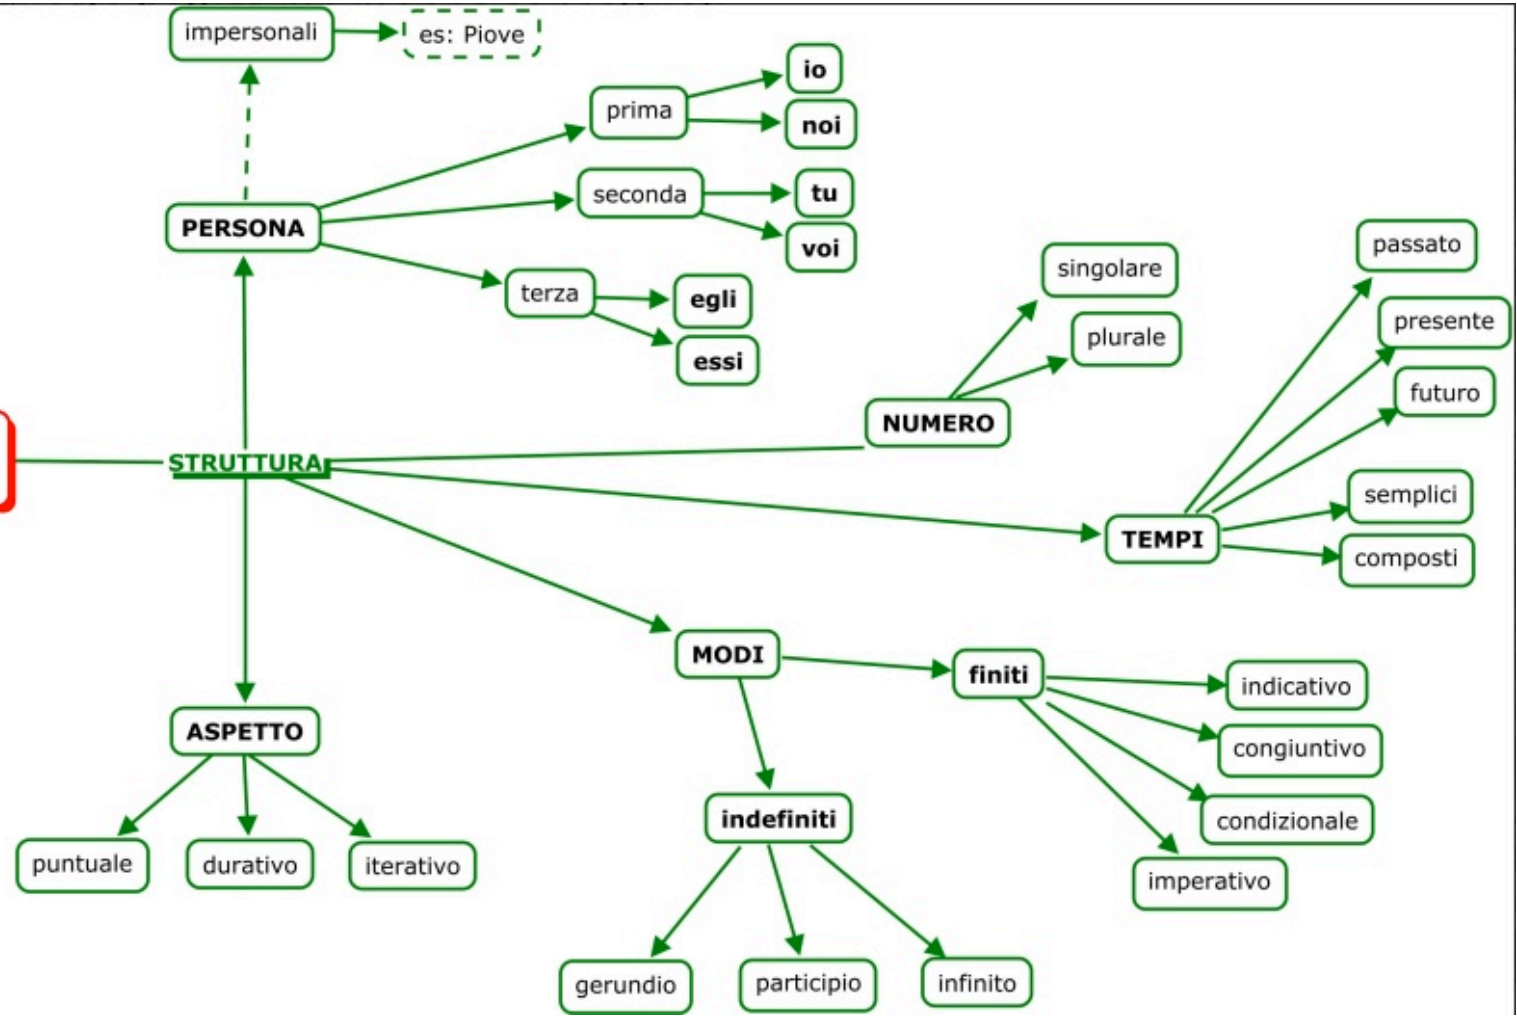 impersonali
es: Piove
io
prima
noi
seconda
tu
voi
PERSONA
terza
egli
essi
singolare
plurale
NUMERO
passato
presente
futuro
STRUTTURA
semplici
TEMPI
composti
MODI
finiti
indicativo
congiuntivo
condizionale
imperativo
ASPETTO
puntuale
durativo
iterativo
indefiniti
gerundio
participio
infinito